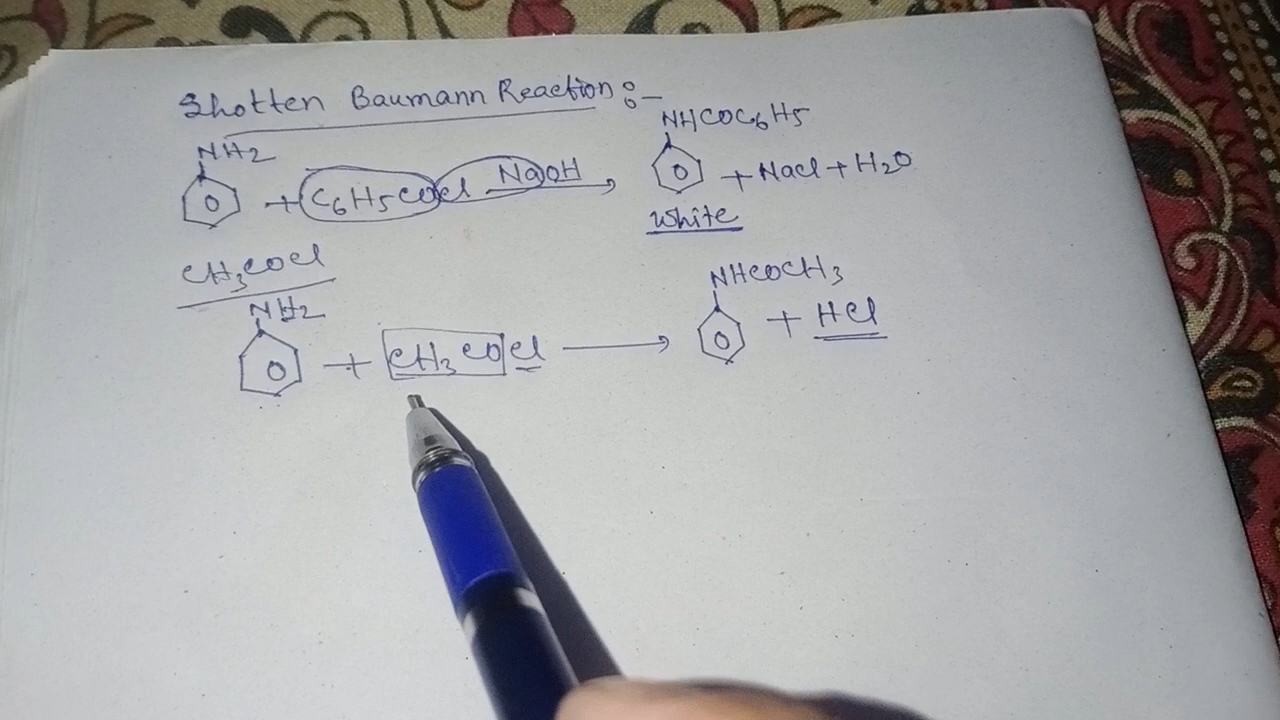 Shotten Baumann Reaction :-
NH2 NHCOC6H5
+ C6H5COCl NaOH → + NaCl + H2O
White
CH3COCl
NH2 NHCOCH3
+ CH3COCl → + HCl